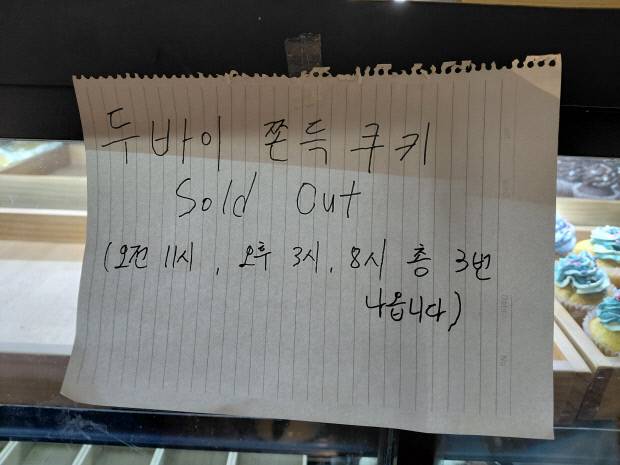 두바이 쫀득 쿠키
Sold Out
(오전 11시, 오후 3시, 8시 총 3번
나옵니다)